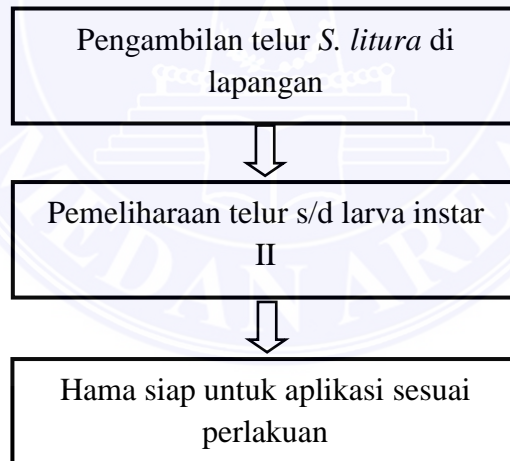 Pengambilan telur S. litura di
lapangan
Pemeliharaan telur s/d larva instar
II
Hama siap untuk aplikasi sesuai
perlakuan